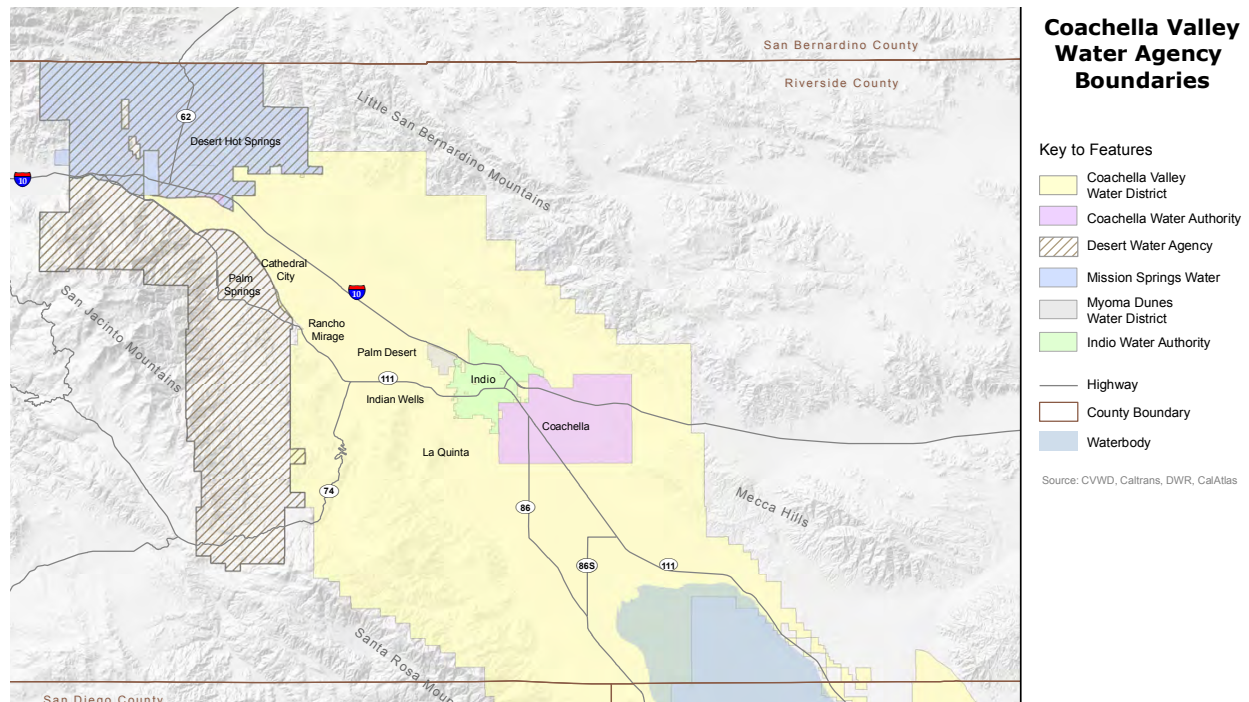 San Bernardino County
Riverside County
Little San Bernardino Mountains
62
Desert Hot Springs
10
Cathedral
City
Palm
Springs
10
San Jacinto Mountains
Rancho
Mirage
Palm Desert
111
Indio
Indian Wells
Coachella
La Quinta
74
86
Mecca Hills
86S
111
Santa Rosa Moun
San Diego County
Coachella Valley
Water Agency
Boundaries
Key to Features
Coachella Valley
Water District
Coachella Water Authority
Desert Water Agency
Mission Springs Water
Myoma Dunes
Water District
Indio Water Authority
Highway
County Boundary
Waterbody
Source: CVWD, Caltrans, DWR, CalAtlas